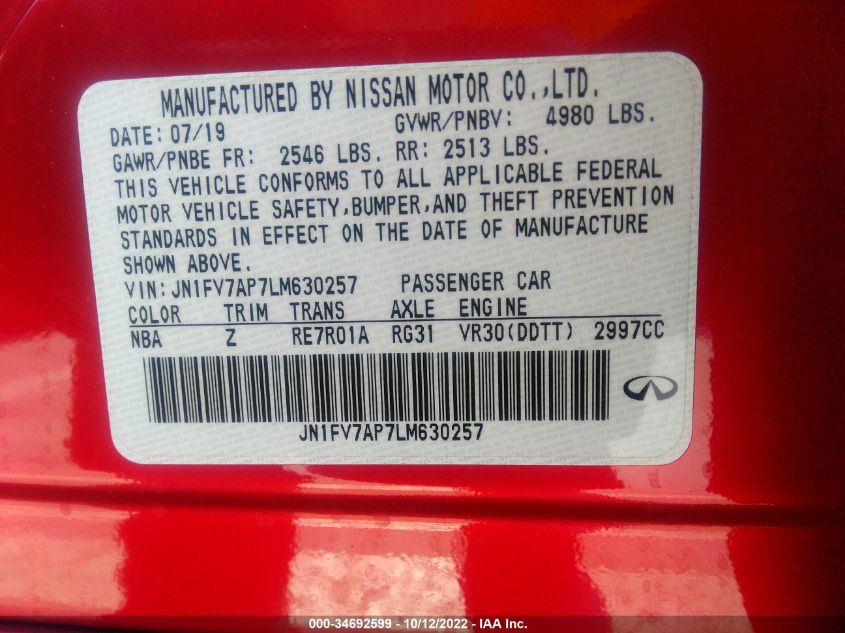 MANUFACTURED BY NISSAN MOTOR CO.,LTD.
DATE: 07/19 GVWR/PNBV: 4980 LBS.
GAWR/PNBE FR: 2546 LBS. RR: 2513 LBS.
THIS VEHICLE CONFORMS TO ALL APPLICABLE FEDERAL
MOTOR VEHICLE SAFETY,BUMPER,AND THEFT PREVENTION
STANDARDS IN EFFECT ON THE DATE OF MANUFACTURE
SHOWN ABOVE.
VIN:JN1FV7AP7LM630257 PASSENGER CAR
COLOR TRIM TRANS AXLE ENGINE
NBA Z RE7R01A RG31 VR30(DDTT) 2997CC
JN1FV7AP7LM630257
000-34692599 - 10/12/2022 - IAA Inc.